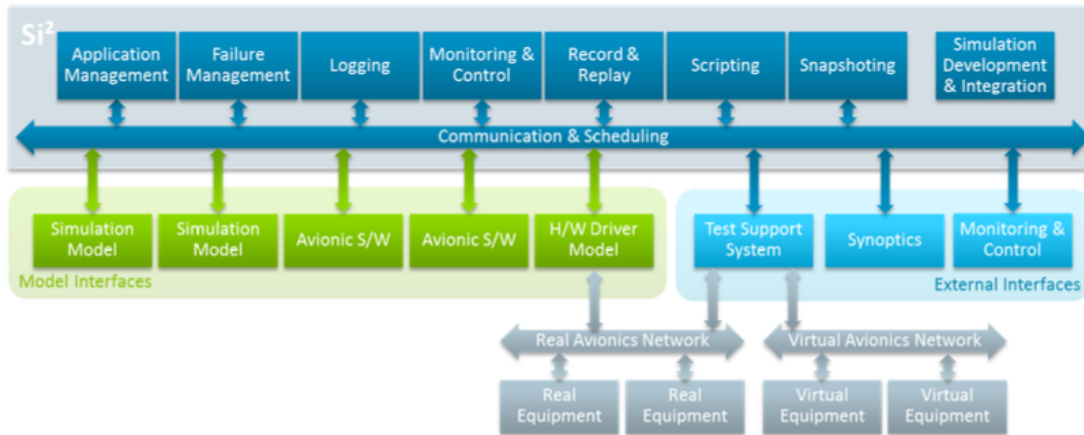 Si²
Application
Management
Failure
Management
Logging
Monitoring &
Control
Record &
Replay
Scripting
Snapshoting
Simulation
Development
& Integration
Communication & Scheduling
Simulation
Model
Simulation
Model
Avionic S/W
Avionic S/W
H/W Driver
Model
Model Interfaces
Test Support
System
Synoptics
Monitoring &
Control
External Interfaces
Real Avionics Network
Virtual Avionics Network
Real
Equipment
Real
Equipment
Virtual
Equipment
Virtual
Equipment